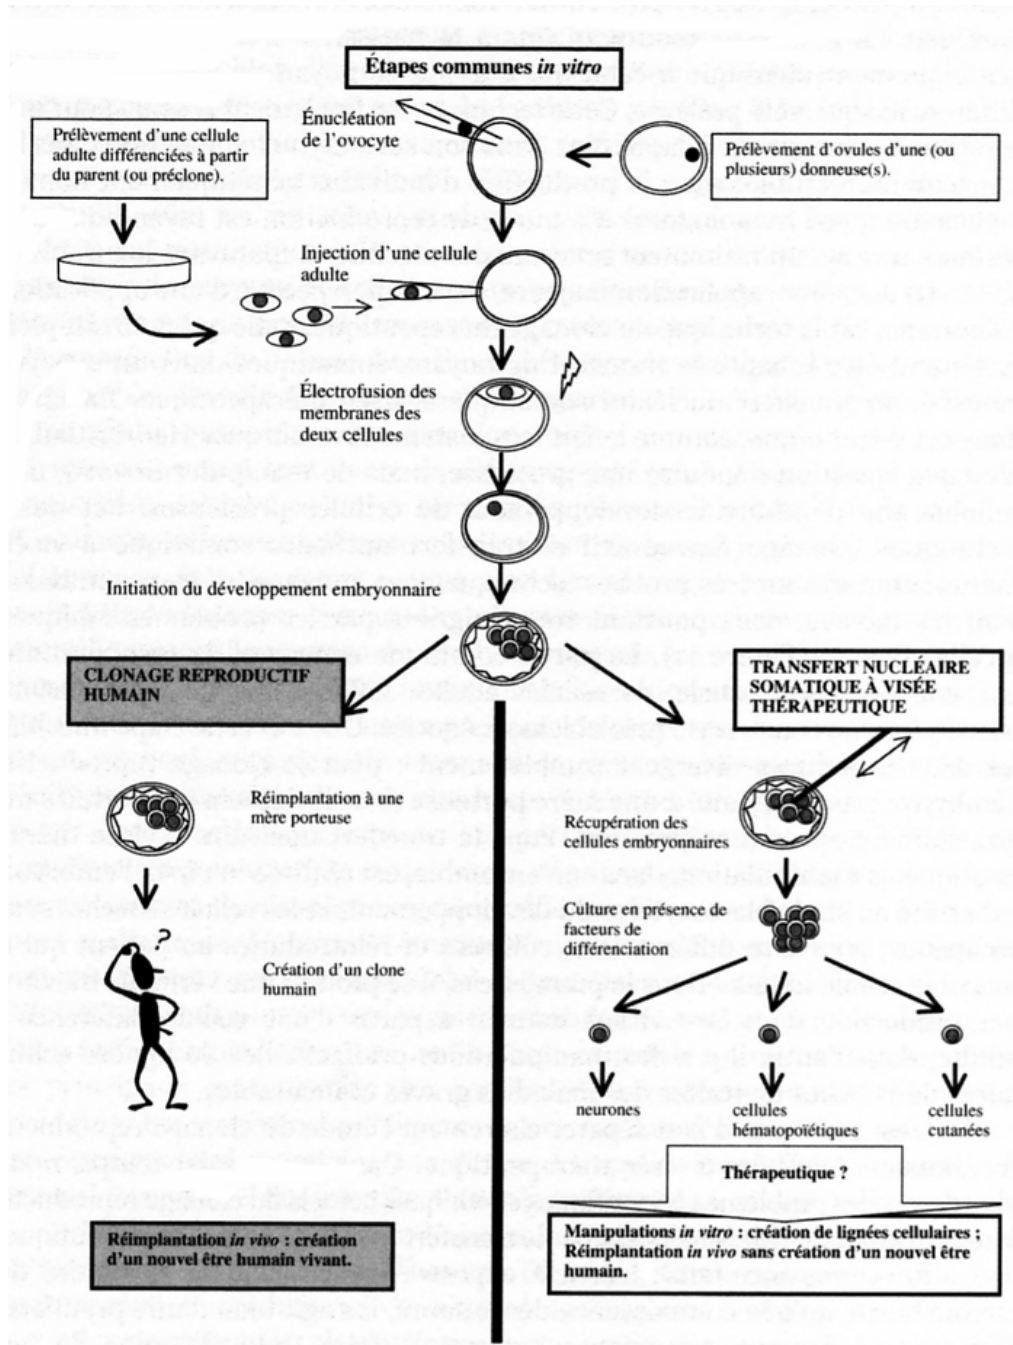 Étapes communes in vitro
Énucléation
de l'ovocyte
Prélèvement d'une cellule
adulte différenciées à partir
du parent (ou préclone).
Prélèvement d'ovules d'une (ou
plusieurs) donneuse(s).
Injection d'une cellule
adulte
Électrofusion des
membranes des
deux cellules
Initiation du développement embryonnaire
CLONAGE REPRODUCTIF
HUMAIN
TRANSFERT NUCLÉAIRE
SOMATIQUE À VISÉE
THÉRAPEUTIQUE
Réimplantation à une
mère porteuse
Récupération des
cellules embryonnaires
Culture en présence de
facteurs de
différenciation
?
Création d'un clone
humain
neurones
cellules
hématopoïétiques
cellules
cutanées
Thérapeutique ?
Réimplantation in vivo : création
d'un nouvel être humain vivant.
Manipulations in vitro : création de lignées cellulaires ;
Réimplantation in vivo sans création d'un nouvel être
humain.